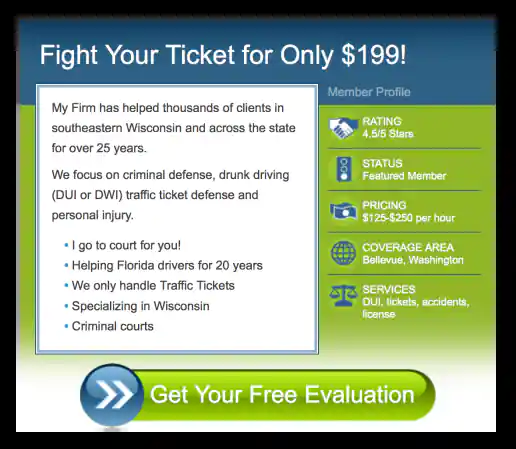 Fight Your Ticket for Only $199!
My Firm has helped thousands of clients in
southeastern Wisconsin and across the state
for over 25 years.
We focus on criminal defense, drunk driving
(DUI or DWI) traffic ticket defense and
personal injury.
• I go to court for you!
• Helping Florida drivers for 20 years
• We only handle Traffic Tickets
• Specializing in Wisconsin
• Criminal courts
Member Profile
RATING
4.5/5 Stars
STATUS
Featured Member
PRICING
$125-$250 per hour
COVERAGE AREA
Bellevue, Washington
SERVICES
DUI, tickets, accidents,
license
Get Your Free Evaluation